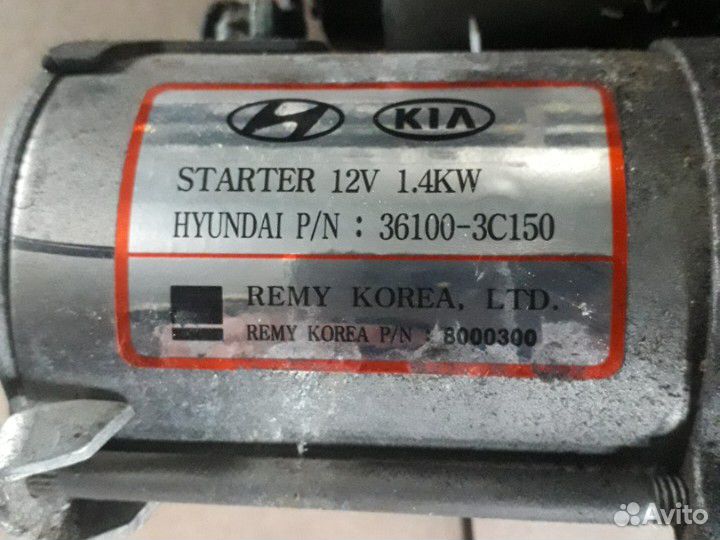 KIA
STARTER 12V 1.4KW
HYUNDAI P/N : 36100-3C150
REMY KOREA, LTD.
REMY KOREA P/N : 8000300
Avito